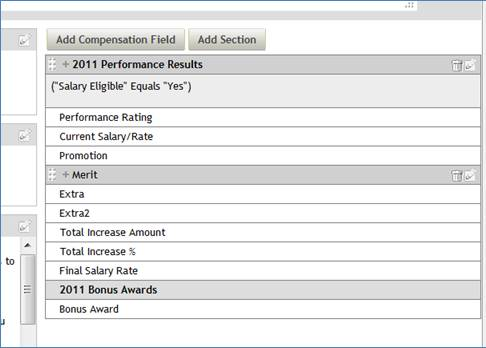 Add Compensation Field
Add Section
+ 2011 Performance Results
("Salary Eligible" Equals "Yes")
Performance Rating
Current Salary/Rate
Promotion
+ Merit
Extra
Extra2
Total Increase Amount
to
Total Increase %
Final Salary Rate
2011 Bonus Awards
Bonus Award